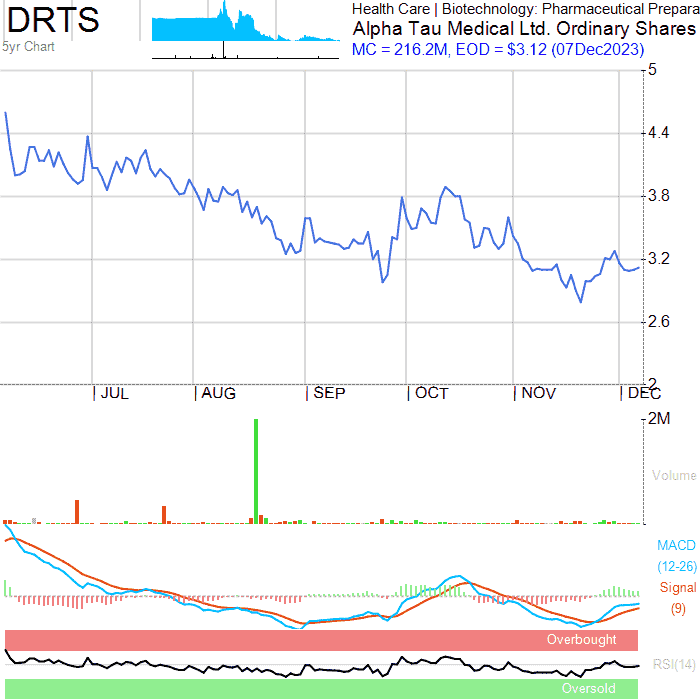 DRTS
5yr Chart
Health Care | Biotechnology: Pharmaceutical Prepara
Alpha Tau Medical Ltd. Ordinary Shares
MC = 216.2M, EOD = $3.12 (07Dec2023)
5
4.4
3.8
3.2
2.6
2
JUL AUG SEP OCT NOV DEC
2M
Volume
MACD
(12-26)
Signal
(9)
Overbought
RSI(14)
Oversold